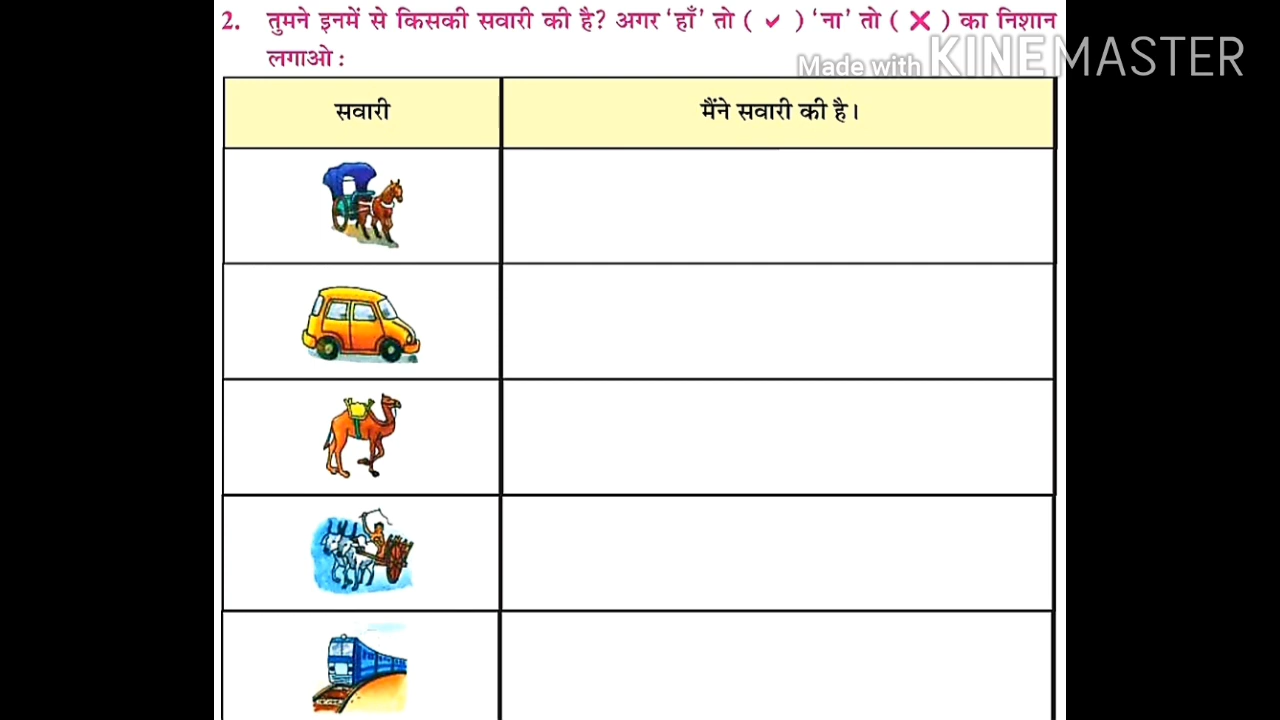 2. तुमने इनमें से किसकी सवारी की है? अगर ‘हाँ’ तो ( ✓ ) ‘ना’ तो ( ✗ ) का निशान
लगाओ :
Made with KINEMASTER
सवारी मैंने सवारी की है।